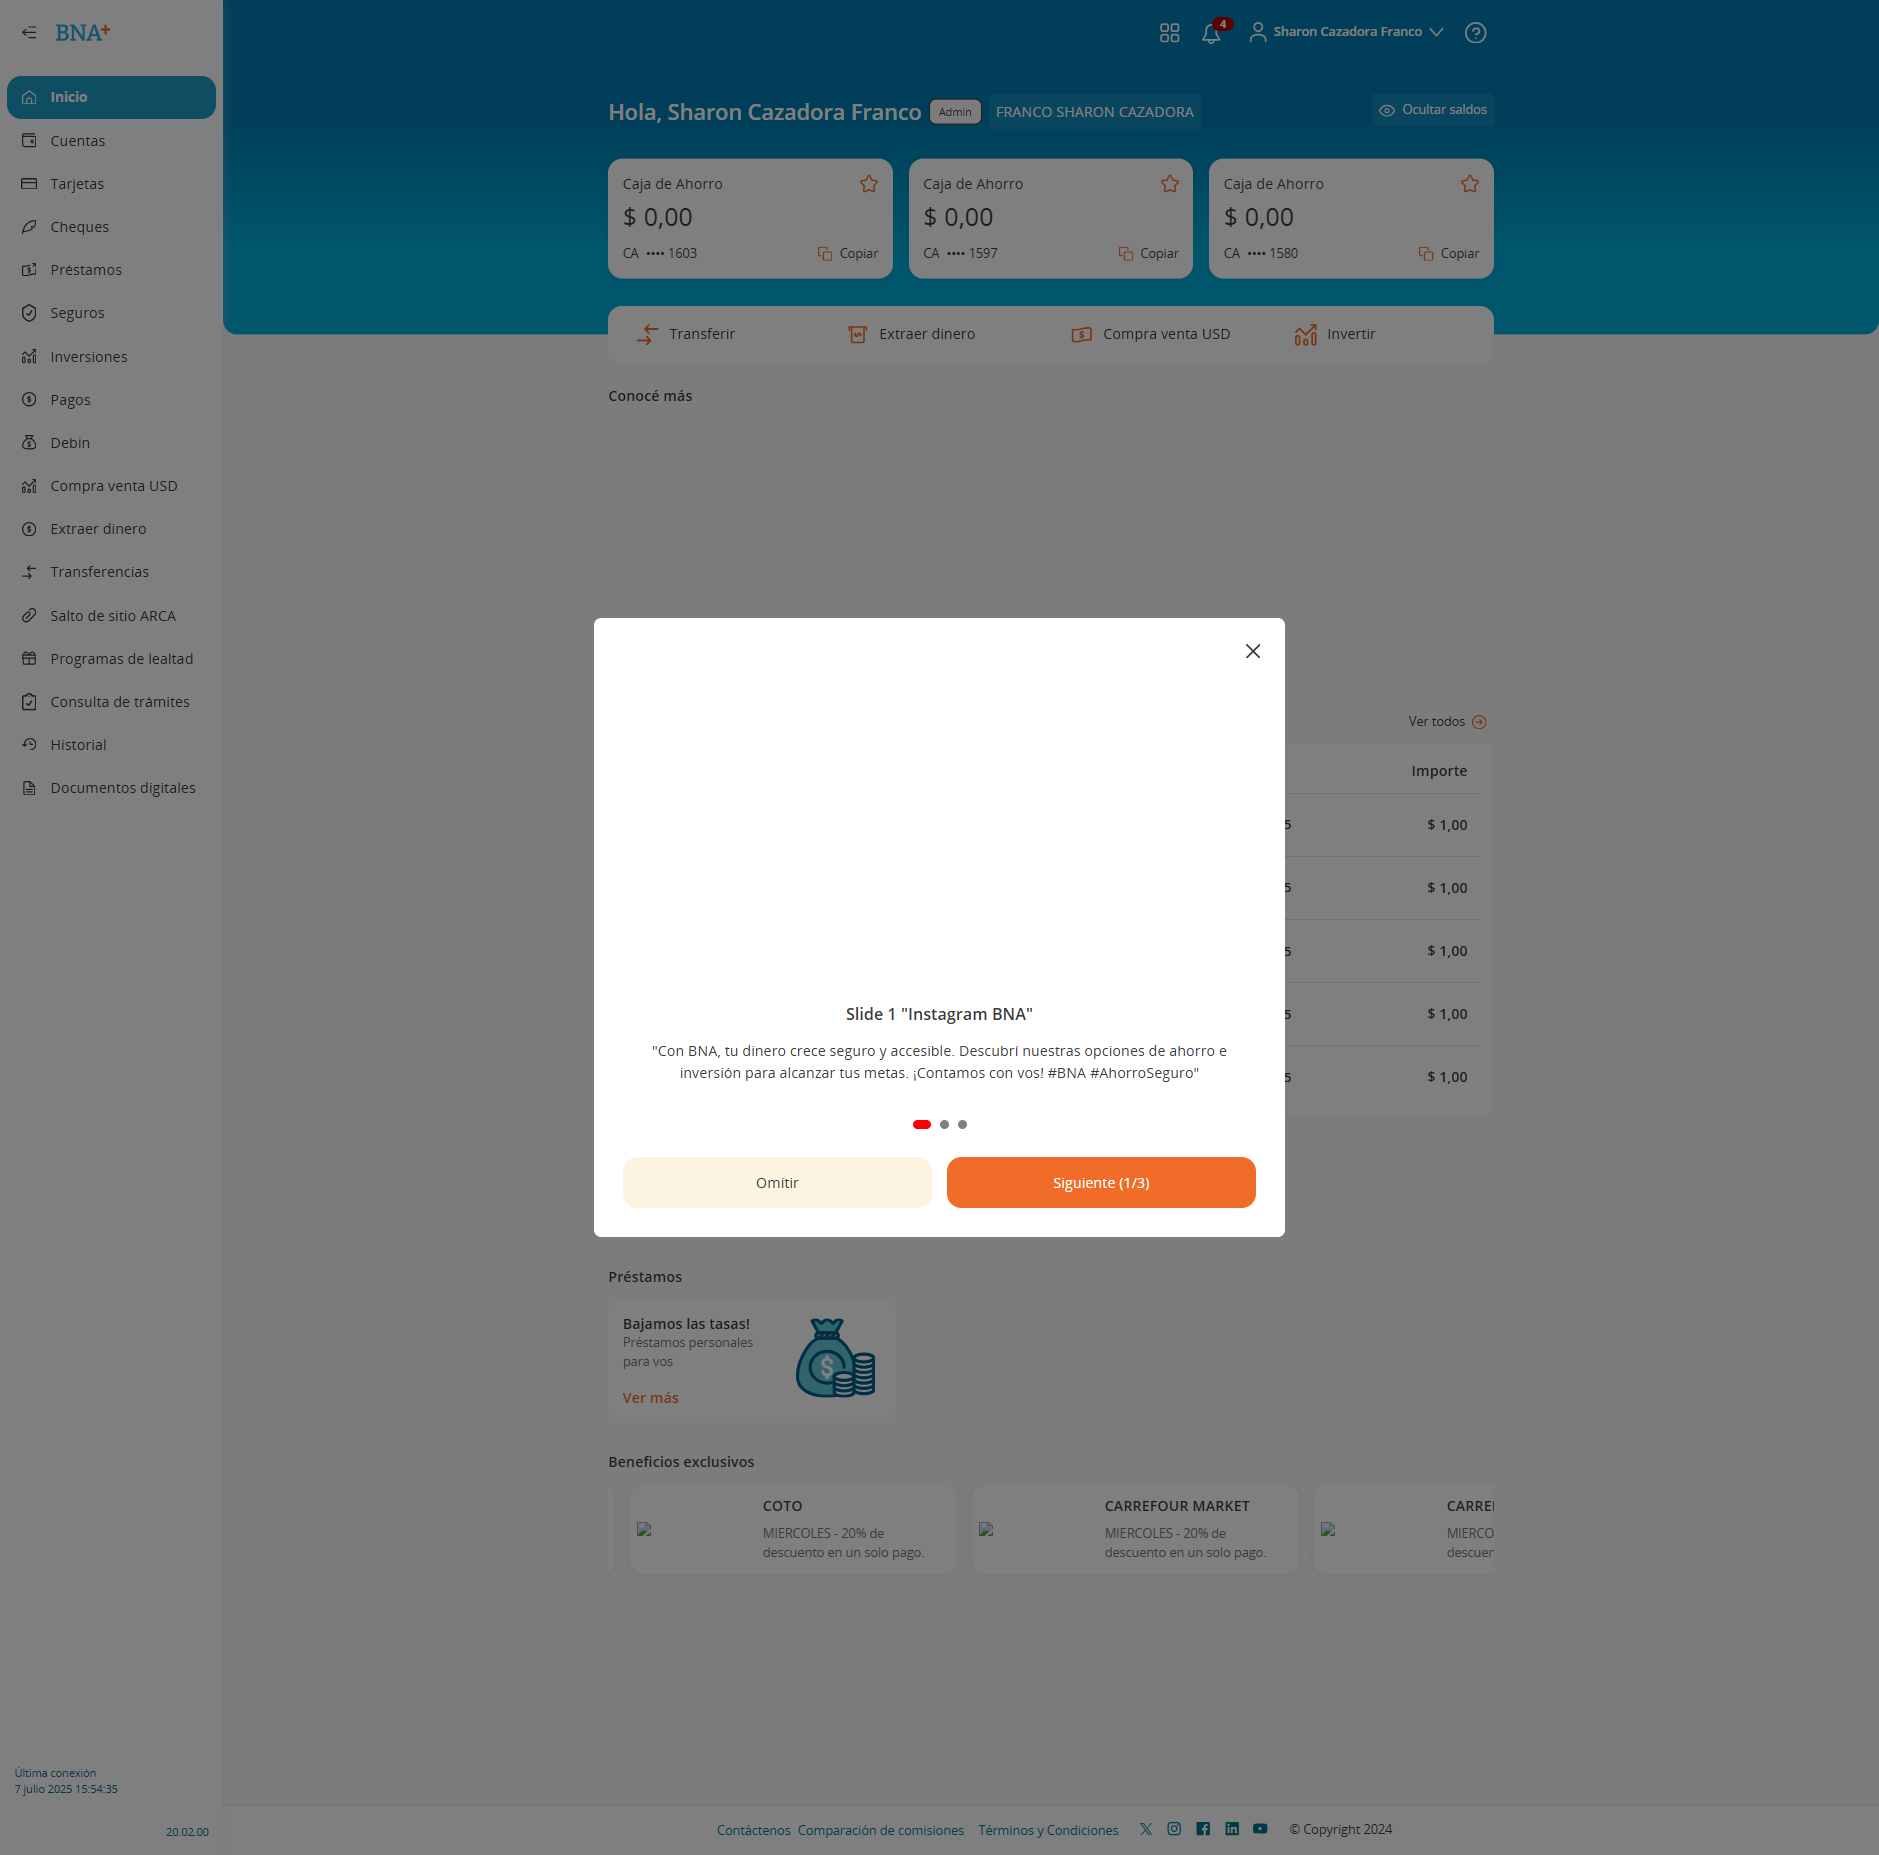 BNA+
4
Sharon Cazadora Franco
Inicio
Cuentas
Tarjetas
Cheques
Préstamos
Seguros
Inversiones
Pagos
Debin
Compra venta USD
Extraer dinero
Transferencias
Salto de sitio ARCA
Programas de lealtad
Consulta de trámites
Historial
Documentos digitales
Última conexión
7 julio 2025 15:54:35
20.02.00
Hola, Sharon Cazadora Franco
Admin
FRANCO SHARON CAZADORA
Ocultar saldos
Caja de Ahorro
$ 0,00
CA •••• 1603
Copiar
Caja de Ahorro
$ 0,00
CA •••• 1597
Copiar
Caja de Ahorro
$ 0,00
CA •••• 1580
Copiar
Transferir
Extraer dinero
Compra venta USD
Invertir
Conocé más
Ver todos
Importe
5 $ 1,00
5 $ 1,00
5 $ 1,00
5 $ 1,00
5 $ 1,00
Slide 1 "Instagram BNA"
"Con BNA, tu dinero crece seguro y accesible. Descubrí nuestras opciones de ahorro e
inversión para alcanzar tus metas. ¡Contamos con vos! #BNA #AhorroSeguro"
Omitir
Siguiente (1/3)
Préstamos
Bajamos las tasas!
Préstamos personales
para vos
Ver más
Beneficios exclusivos
COTO
MIERCOLES - 20% de
descuento en un solo pago.
CARREFOUR MARKET
MIERCOLES - 20% de
descuento en un solo pago.
CARREI
MIERCO
descuen
Contáctenos
Comparación de comisiones
Términos y Condiciones
© Copyright 2024